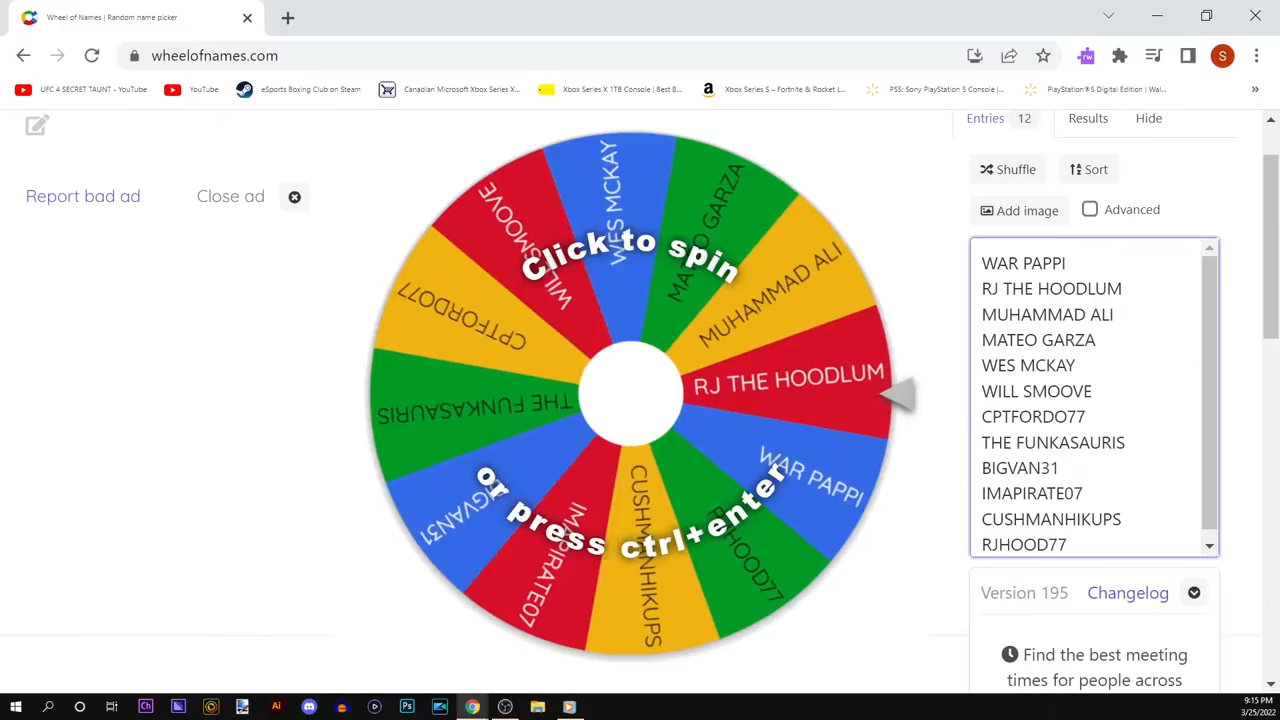 Wheel of Names | Random name picker
wheelofnames.com
S
UFC 4 SECRET TAUNT - YouTube
YouTube
eSports Boxing Club on Steam
Canadian Microsoft Xbox Series X...
Xbox Series X 1TB Console | Best B...
Xbox Series S – Fortnite & Rocket L...
PS5: Sony PlayStation 5 Console |...
PlayStation®5 Digital Edition | Wal...
Report bad ad
Close ad
WES MCKAY
MATEO GARZA
MUHAMMAD ALI
RJ THE HOODLUM
WAR PAPPI
RJHOOD77
CUSHMANHIKUPS
IMAPIRATE07
BIGVAN31
THE FUNKASAURIS
CPTFORDO77
WILL SMOOVE
Click to spin
or press ctrl+enter
Entries 12
Results
Hide
Shuffle
Sort
Add image
Advanced
WAR PAPPI
RJ THE HOODLUM
MUHAMMAD ALI
MATEO GARZA
WES MCKAY
WILL SMOOVE
CPTFORDO77
THE FUNKASAURIS
BIGVAN31
IMAPIRATE07
CUSHMANHIKUPS
RJHOOD77
Version 195
Changelog
Find the best meeting
times for people across
9:15 PM
3/25/2022